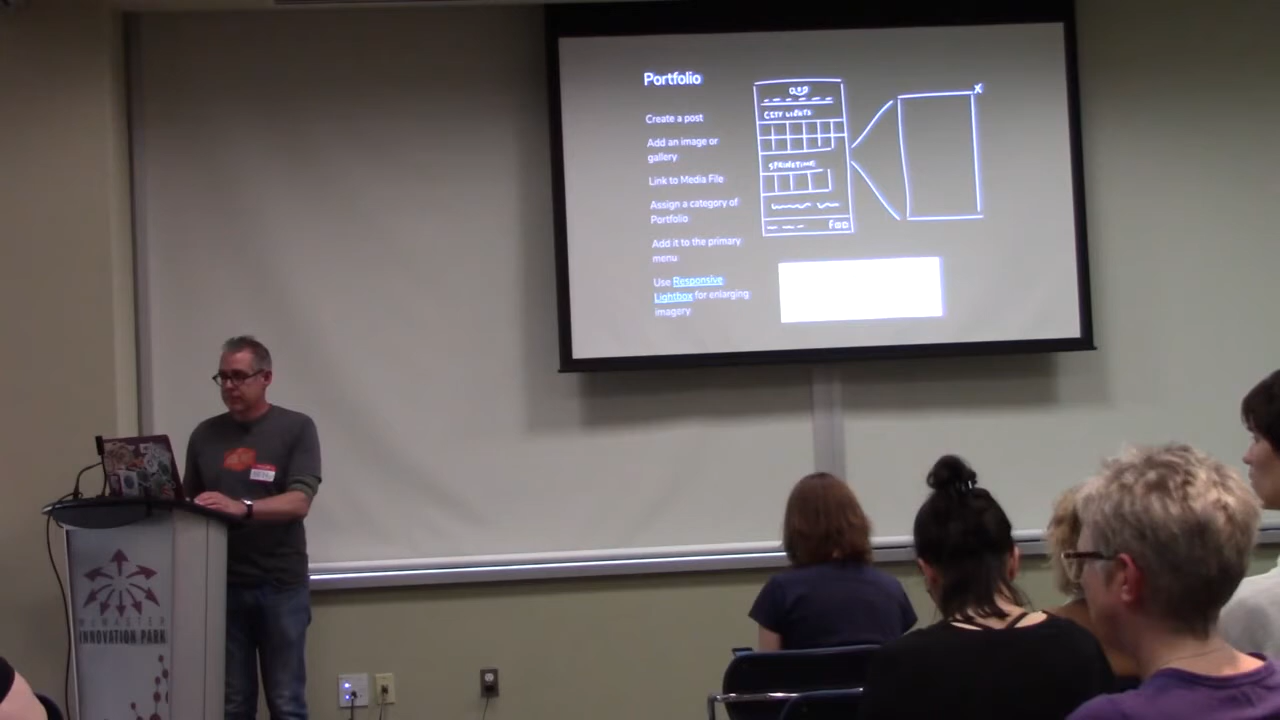 Portfolio
Create a post
Add an image or
gallery
Link to Media File
Assign a category of
Portfolio
Add it to the primary
menu
Use Responsive
Lightbox for enlarging
imagery
CITY LIGHTS
SPRINGTIME
X
McMASTER
INNOVATION PARK